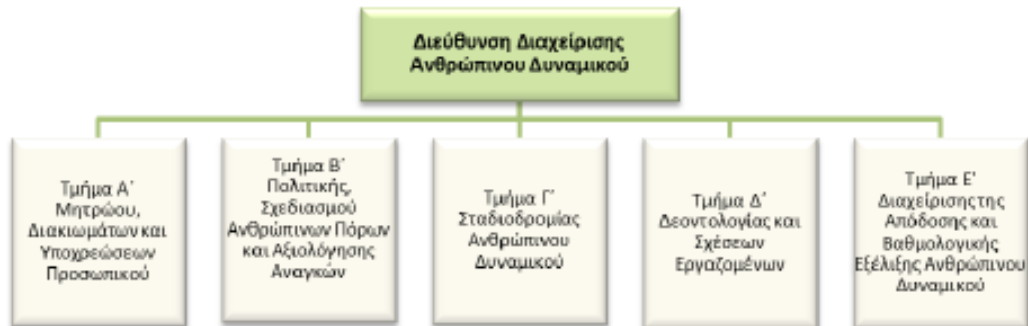 Διεύθυνση Διαχείρισης
Ανθρώπινου Δυναμικού
Τμήμα Α΄
Μητρώου,
Διακιωμάτων και
Υποχρεώσεων
Προσωπικού
Τμήμα Β΄
Πολιτικής,
Σχεδιασμού
Ανθρώπινων Πόρων
και Αξιολόγησης
Αναγκών
Τμήμα Γ΄
Σταδιοδρομίας
Ανθρώπινου
Δυναμικού
Τμήμα Δ΄
Δεοντολογίας και
Σχέσεων
Εργαζομένων
Τμήμα Ε'
Διαχείρισης της
Απόδοσης και
Βαθμολογικής
Εξέλιξης Ανθρώπινου
Δυναμικού